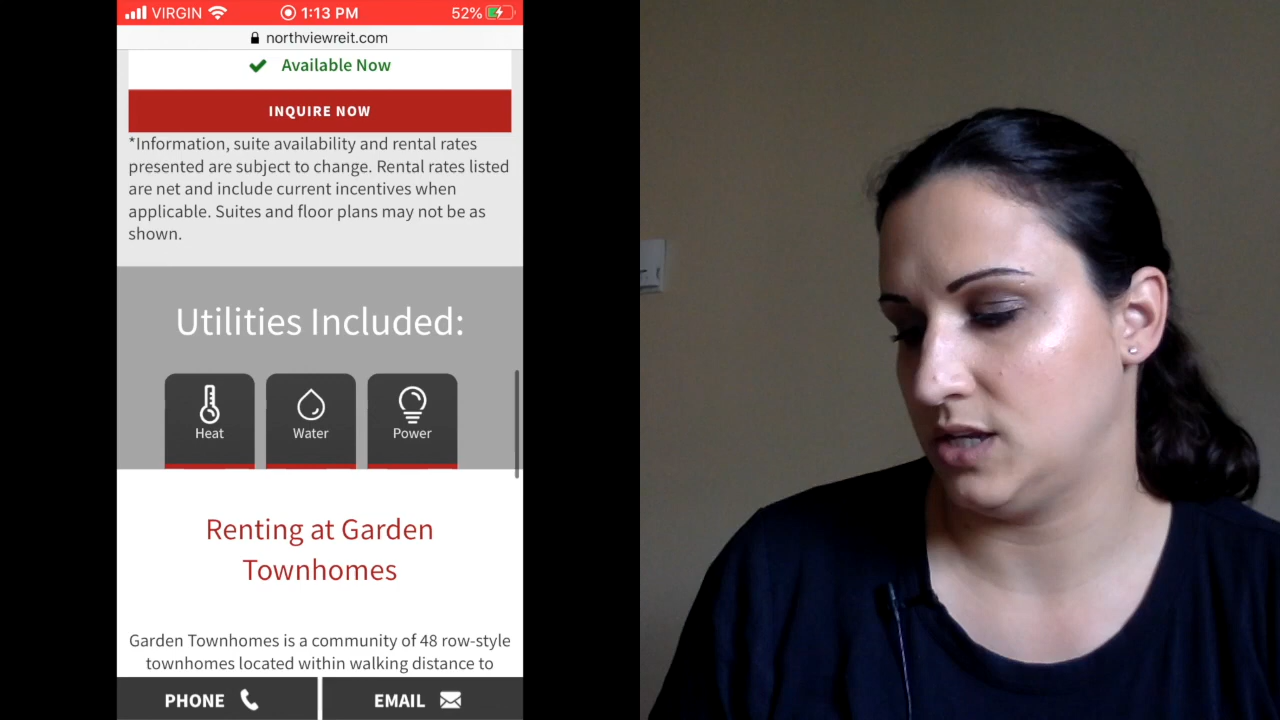 VIRGIN 1:13 PM 52%
northviewreit.com
Available Now
INQUIRE NOW
*Information, suite availability and rental rates
presented are subject to change. Rental rates listed
are net and include current incentives when
applicable. Suites and floor plans may not be as
shown.
Utilities Included:
Heat Water Power
Renting at Garden
Townhomes
Garden Townhomes is a community of 48 row-style
townhomes located within walking distance to
PHONE EMAIL